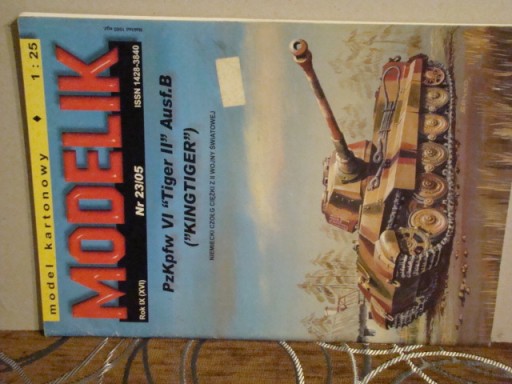 model kartonowy ◆ 1:25
MODELIK
Rok IX (XVI) Nr 23/05 ISSN 1428-3840
PzKpfw VI "Tiger II" Ausf.B
("KINGTIGER")
NIEMIECKI CZOŁG CIĘŻKI Z II WOJNY ŚWIATOWEJ